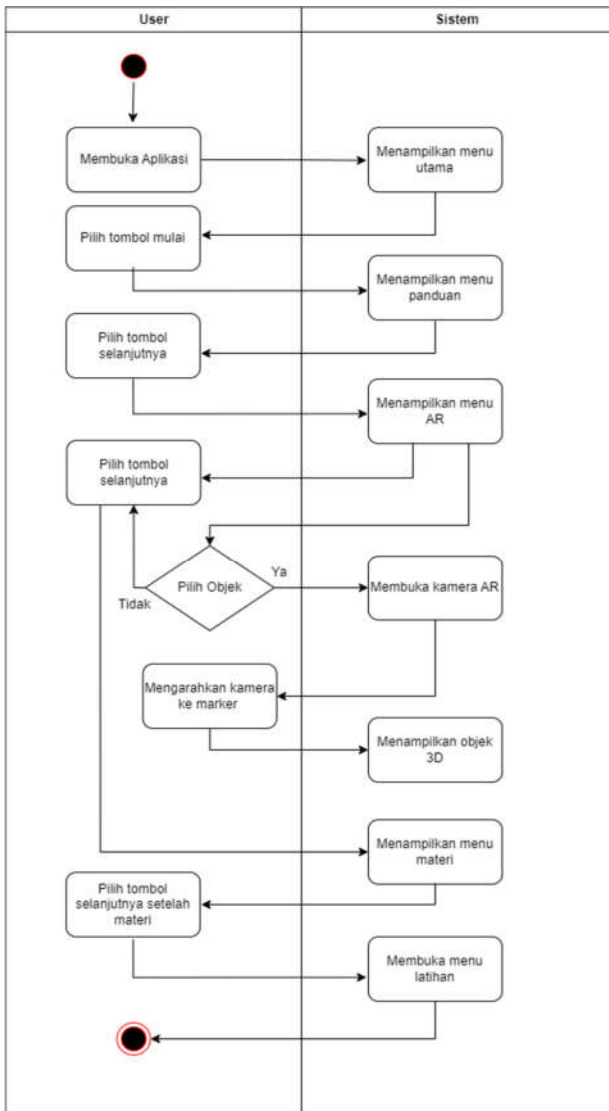 User
Sistem
Membuka Aplikasi
Menampilkan menu
utama
Pilih tombol mulai
Menampilkan menu
panduan
Pilih tombol
selanjutnya
Menampilkan menu
AR
Pilih tombol
selanjutnya
Pilih Objek
Ya
Tidak
Membuka kamera AR
Mengarahkan kamera
ke marker
Menampilkan objek
3D
Menampilkan menu
materi
Pilih tombol
selanjutnya setelah
materi
Membuka menu
latihan